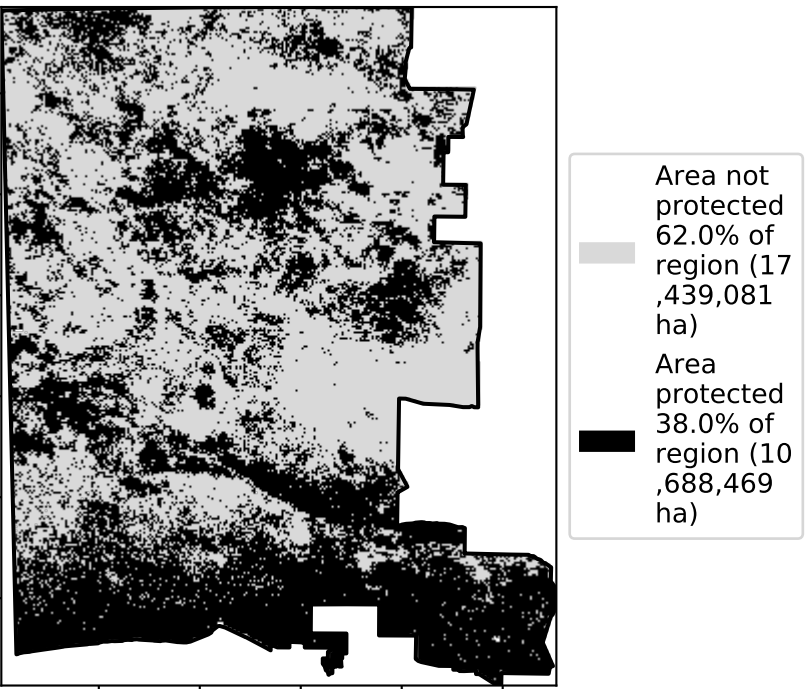 Area not
protected
62.0% of
region (17
,439,081
ha)
Area
protected
38.0% of
region (10
,688,469
ha)